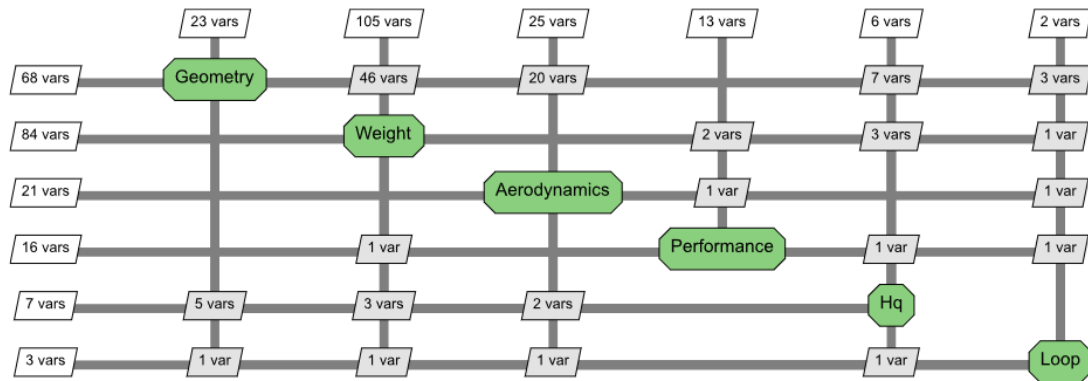 23 vars 105 vars 25 vars 13 vars 6 vars 2 vars
68 vars Geometry 46 vars 20 vars 7 vars 3 vars
84 vars Weight 2 vars 3 vars 1 var
21 vars Aerodynamics 1 var 1 var
16 vars 1 var Performance 1 var 1 var
7 vars 5 vars 3 vars 2 vars Hq
3 vars 1 var 1 var 1 var 1 var Loop